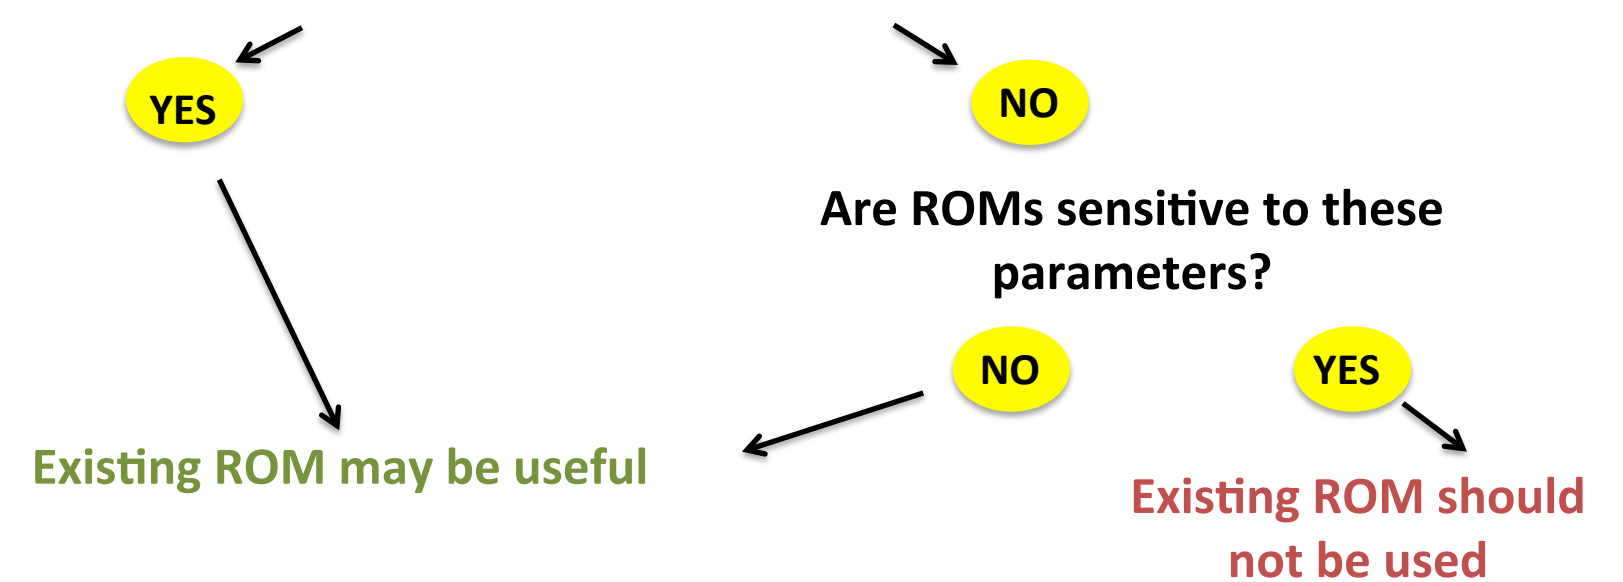 YES
NO
Are ROMs sensitive to these
parameters?
NO
YES
Existing ROM may be useful
Existing ROM should
not be used